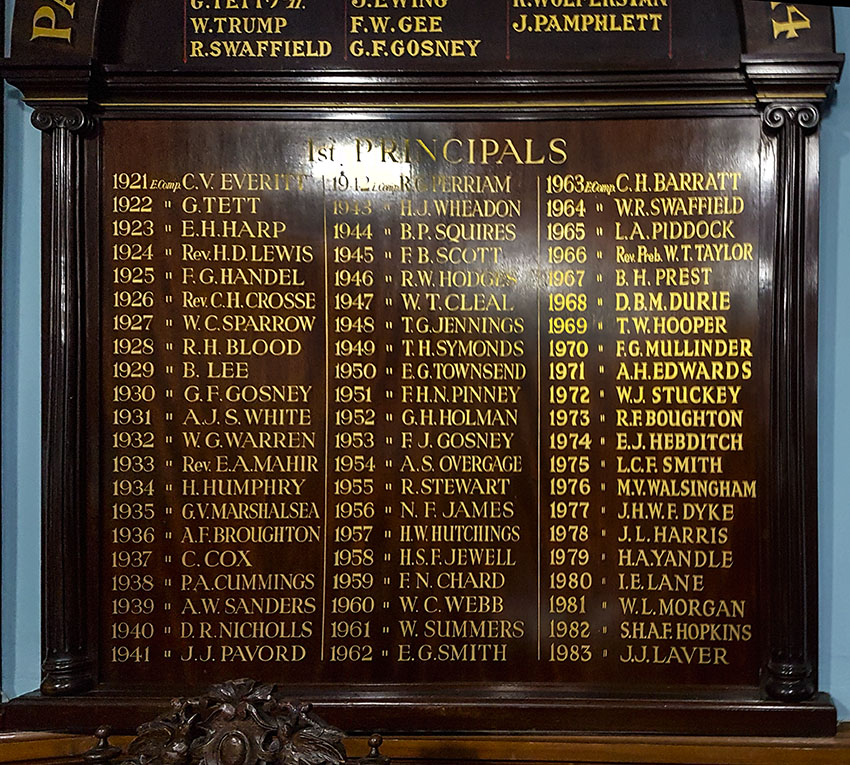 PA
4
G. TETT
J. EWING
W. TRUMP
F. W. GEE
J. PAMPHLETT
R. SWAFFIELD
G. F. GOSNEY
1st. PRINCIPALS
1921 E.Comp. C.V. EVERITT
1922 " G. TETT
1923 " E.H. HARP
1924 " Rev. H.D. LEWIS
1925 " F.G. HANDEL
1926 " Rev. C.H. CROSSE
1927 " W.C. SPARROW
1928 " R.H. BLOOD
1929 " B. LEE
1930 " G.F. GOSNEY
1931 " A.J.S. WHITE
1932 " W.G. WARREN
1933 " Rev. E.A. MAHIR
1934 " H. HUMPHRY
1935 " G.V. MARSHALSEA
1936 " A.F. BROUGHTON
1937 " C. COX
1938 " P.A. CUMMINGS
1939 " A.W. SANDERS
1940 " D.R. NICHOLLS
1941 " J.J. PAVORD
1942 E.Comp. PERRIAM
1943 " H.J. WHEADON
1944 " B.P. SQUIRES
1945 " F.B. SCOTT
1946 " R.W. HODGES
1947 " W.T. CLEAL
1948 " T.G. JENNINGS
1949 " T.H. SYMONDS
1950 " E.G. TOWNSEND
1951 " F.H.N. PINNEY
1952 " G.H. HOLMAN
1953 " F.J. GOSNEY
1954 " A.S. OVERGAGE
1955 " R. STEWART
1956 " N.F. JAMES
1957 " H.W. HUTCHINGS
1958 " H.S.F. JEWELL
1959 " F.N. CHARD
1960 " W.C. WEBB
1961 " W. SUMMERS
1962 " E.G. SMITH
1963 E.Comp. C.H. BARRATT
1964 " W.R. SWAFFIELD
1965 " L.A. PIDDOCK
1966 " Rev. Preb. W.T. TAYLOR
1967 " B.H. PREST
1968 " D.B.M. DURIE
1969 " T.W. HOOPER
1970 " F.G. MULLINDER
1971 " A.H. EDWARDS
1972 " W.J. STUCKEY
1973 " R.F. BOUGHTON
1974 " E.J. HEBDITCH
1975 " L.C.F. SMITH
1976 " M.V. WALSINGHAM
1977 " J.H.W.F. DYKE
1978 " J.L. HARRIS
1979 " H.A. YANDLE
1980 " I.E. LANE
1981 " W.L. MORGAN
1982 " S.H.A.F. HOPKINS
1983 " J.J. LAVER